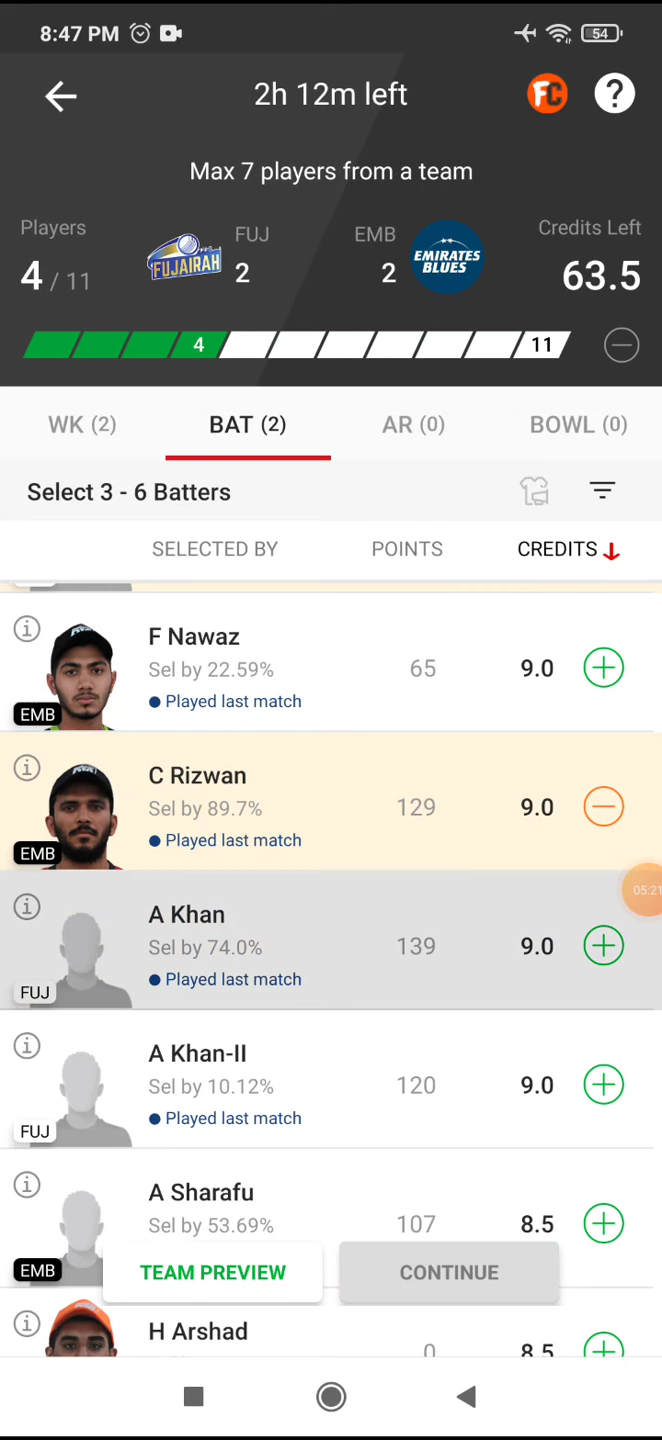 8:47 PM
54
2h 12m left
FC
?
Max 7 players from a team
Players
FUJ
EMB
Credits Left
4 / 11
FUJAIRAH
2
2
EMIRATES
BLUES
63.5
4
11
WK (2)
BAT (2)
AR (0)
BOWL (0)
Select 3 - 6 Batters
SELECTED BY
POINTS
CREDITS
F Nawaz
Sel by 22.59%
65
9.0
Played last match
EMB
C Rizwan
Sel by 89.7%
129
9.0
Played last match
EMB
05:21
A Khan
Sel by 74.0%
139
9.0
Played last match
FUJ
A Khan-II
Sel by 10.12%
120
9.0
Played last match
FUJ
A Sharafu
Sel by 53.69%
107
8.5
EMB
TEAM PREVIEW
CONTINUE
H Arshad
0
8.5